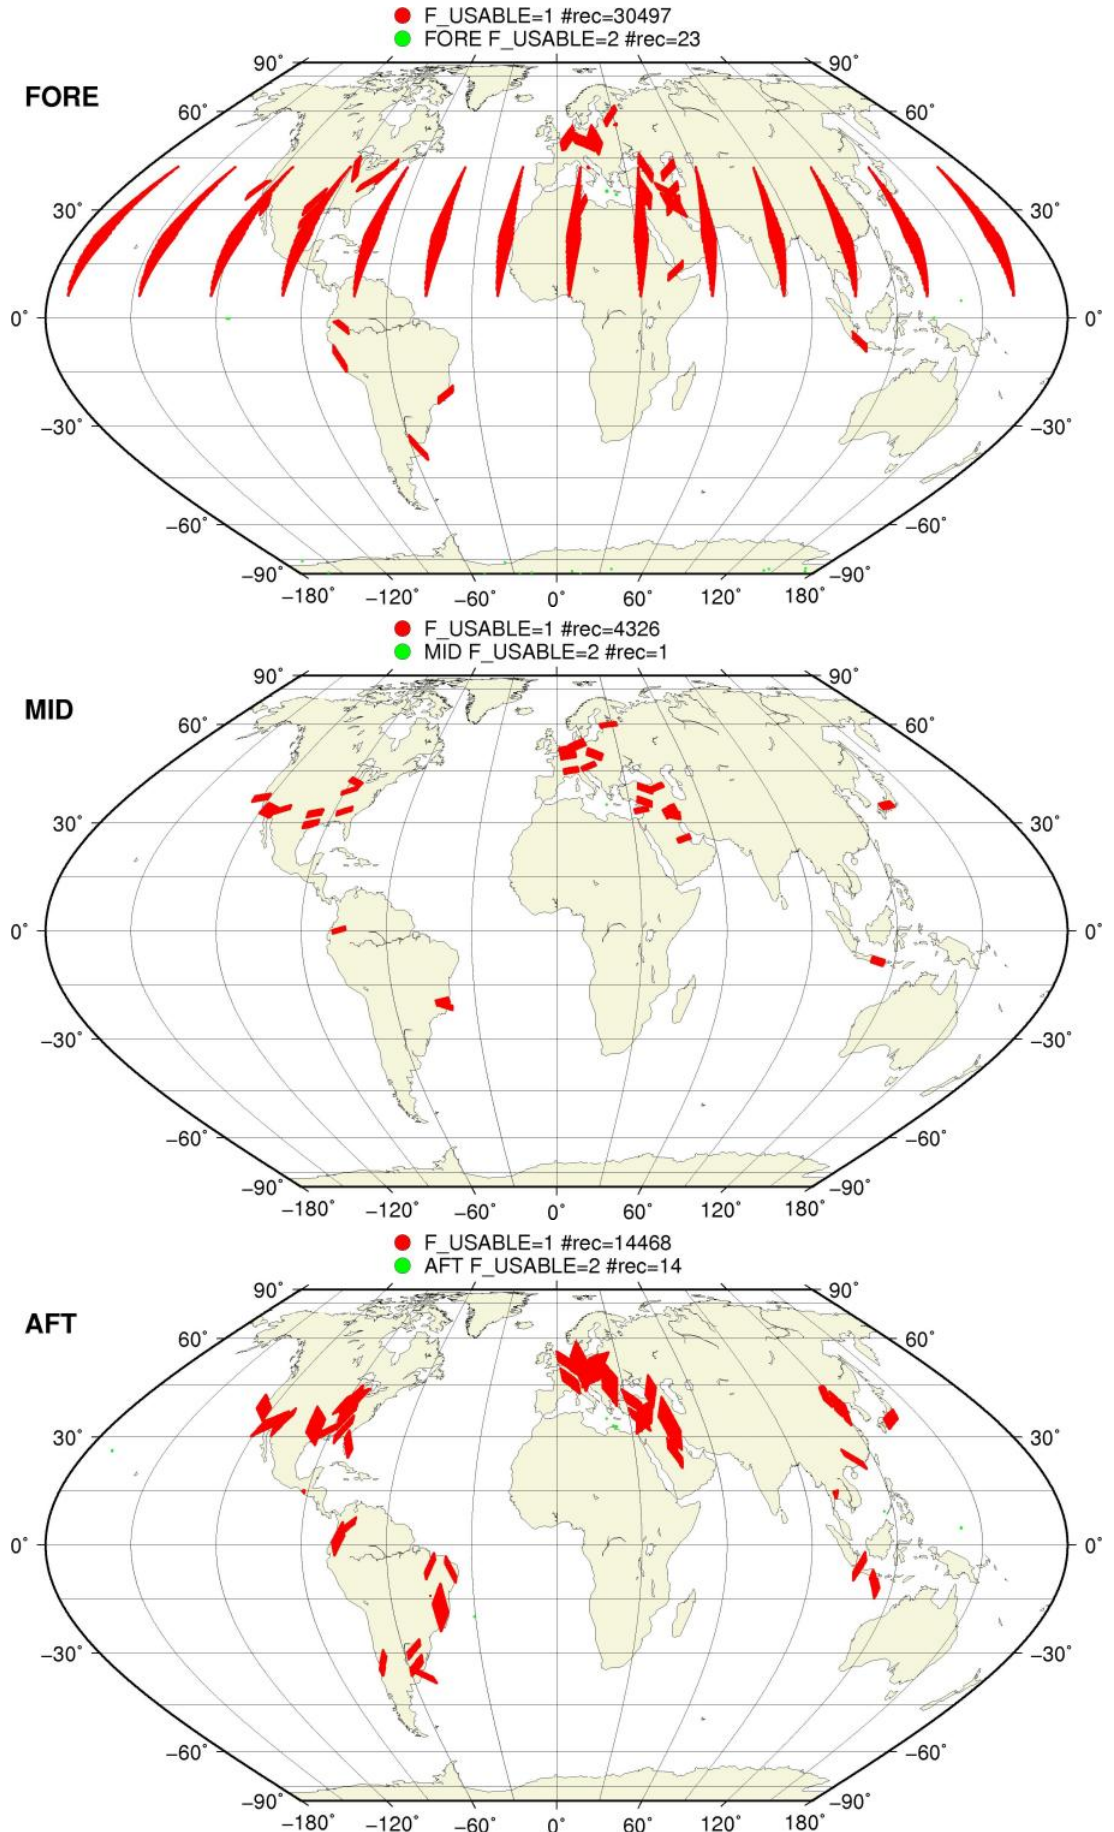 F_USABLE=1 #rec=30497
FORE F_USABLE=2 #rec=23
90° 90°
FORE
60° 60°
30° 30°
0° 0°
−30° −30°
−60° −60°
−90° −90°
−180° −120° −60° 0° 60° 120° 180°
F_USABLE=1 #rec=4326
MID F_USABLE=2 #rec=1
90° 90°
MID
60° 60°
30° 30°
0° 0°
−30° −30°
−60° −60°
−90° −90°
−180° −120° −60° 0° 60° 120° 180°
F_USABLE=1 #rec=14468
AFT F_USABLE=2 #rec=14
90° 90°
AFT
60° 60°
30° 30°
0° 0°
−30° −30°
−60° −60°
−90° −90°
−180° −120° −60° 0° 60° 120° 180°